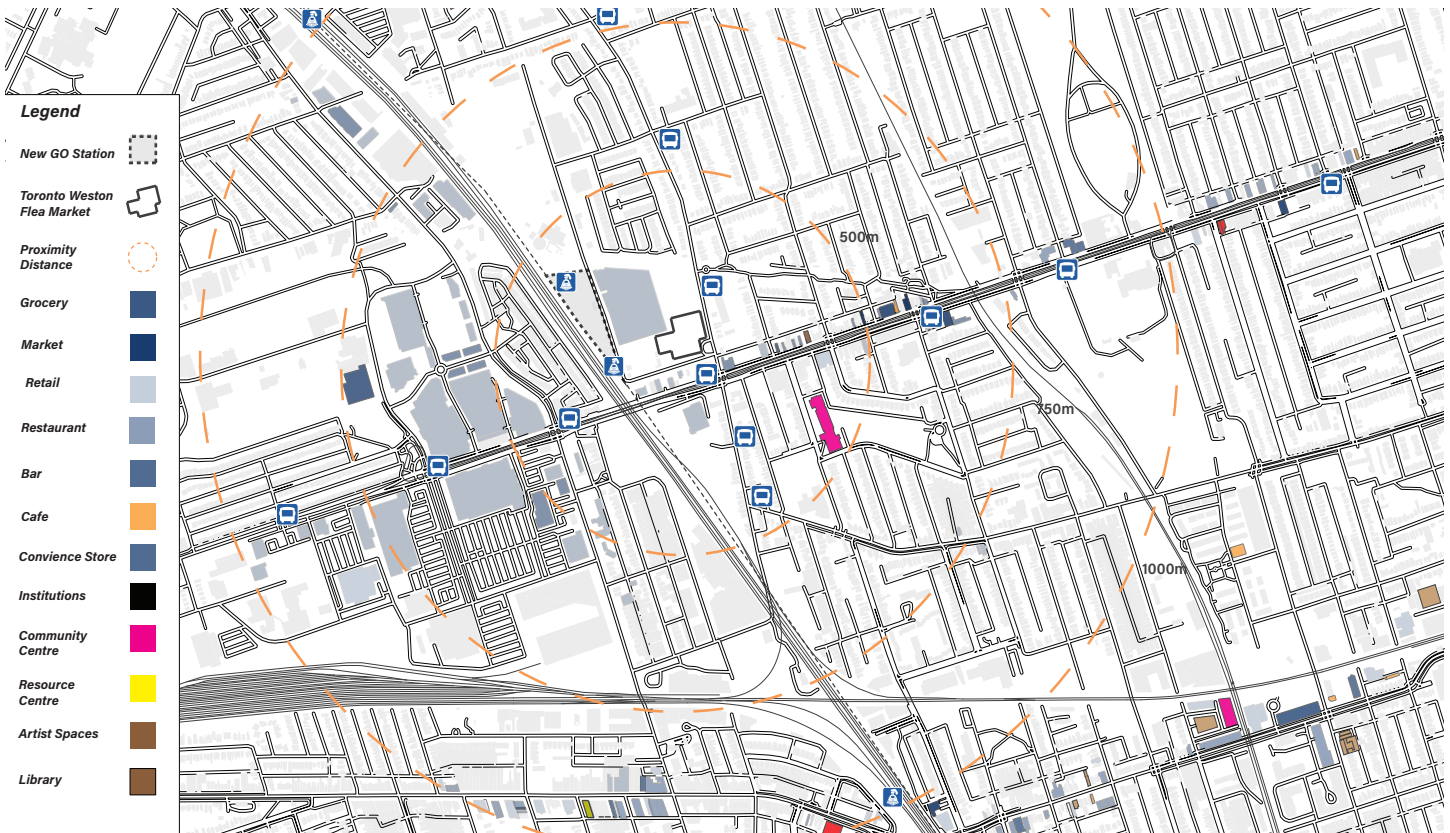 Legend
New GO Station
Toronto Weston
Flea Market
Proximity
Distance
Grocery
Market
Retail
Restaurant
Bar
Cafe
Convience Store
Institutions
Community
Centre
Resource
Centre
Artist Spaces
Library
500m
750m
1000m